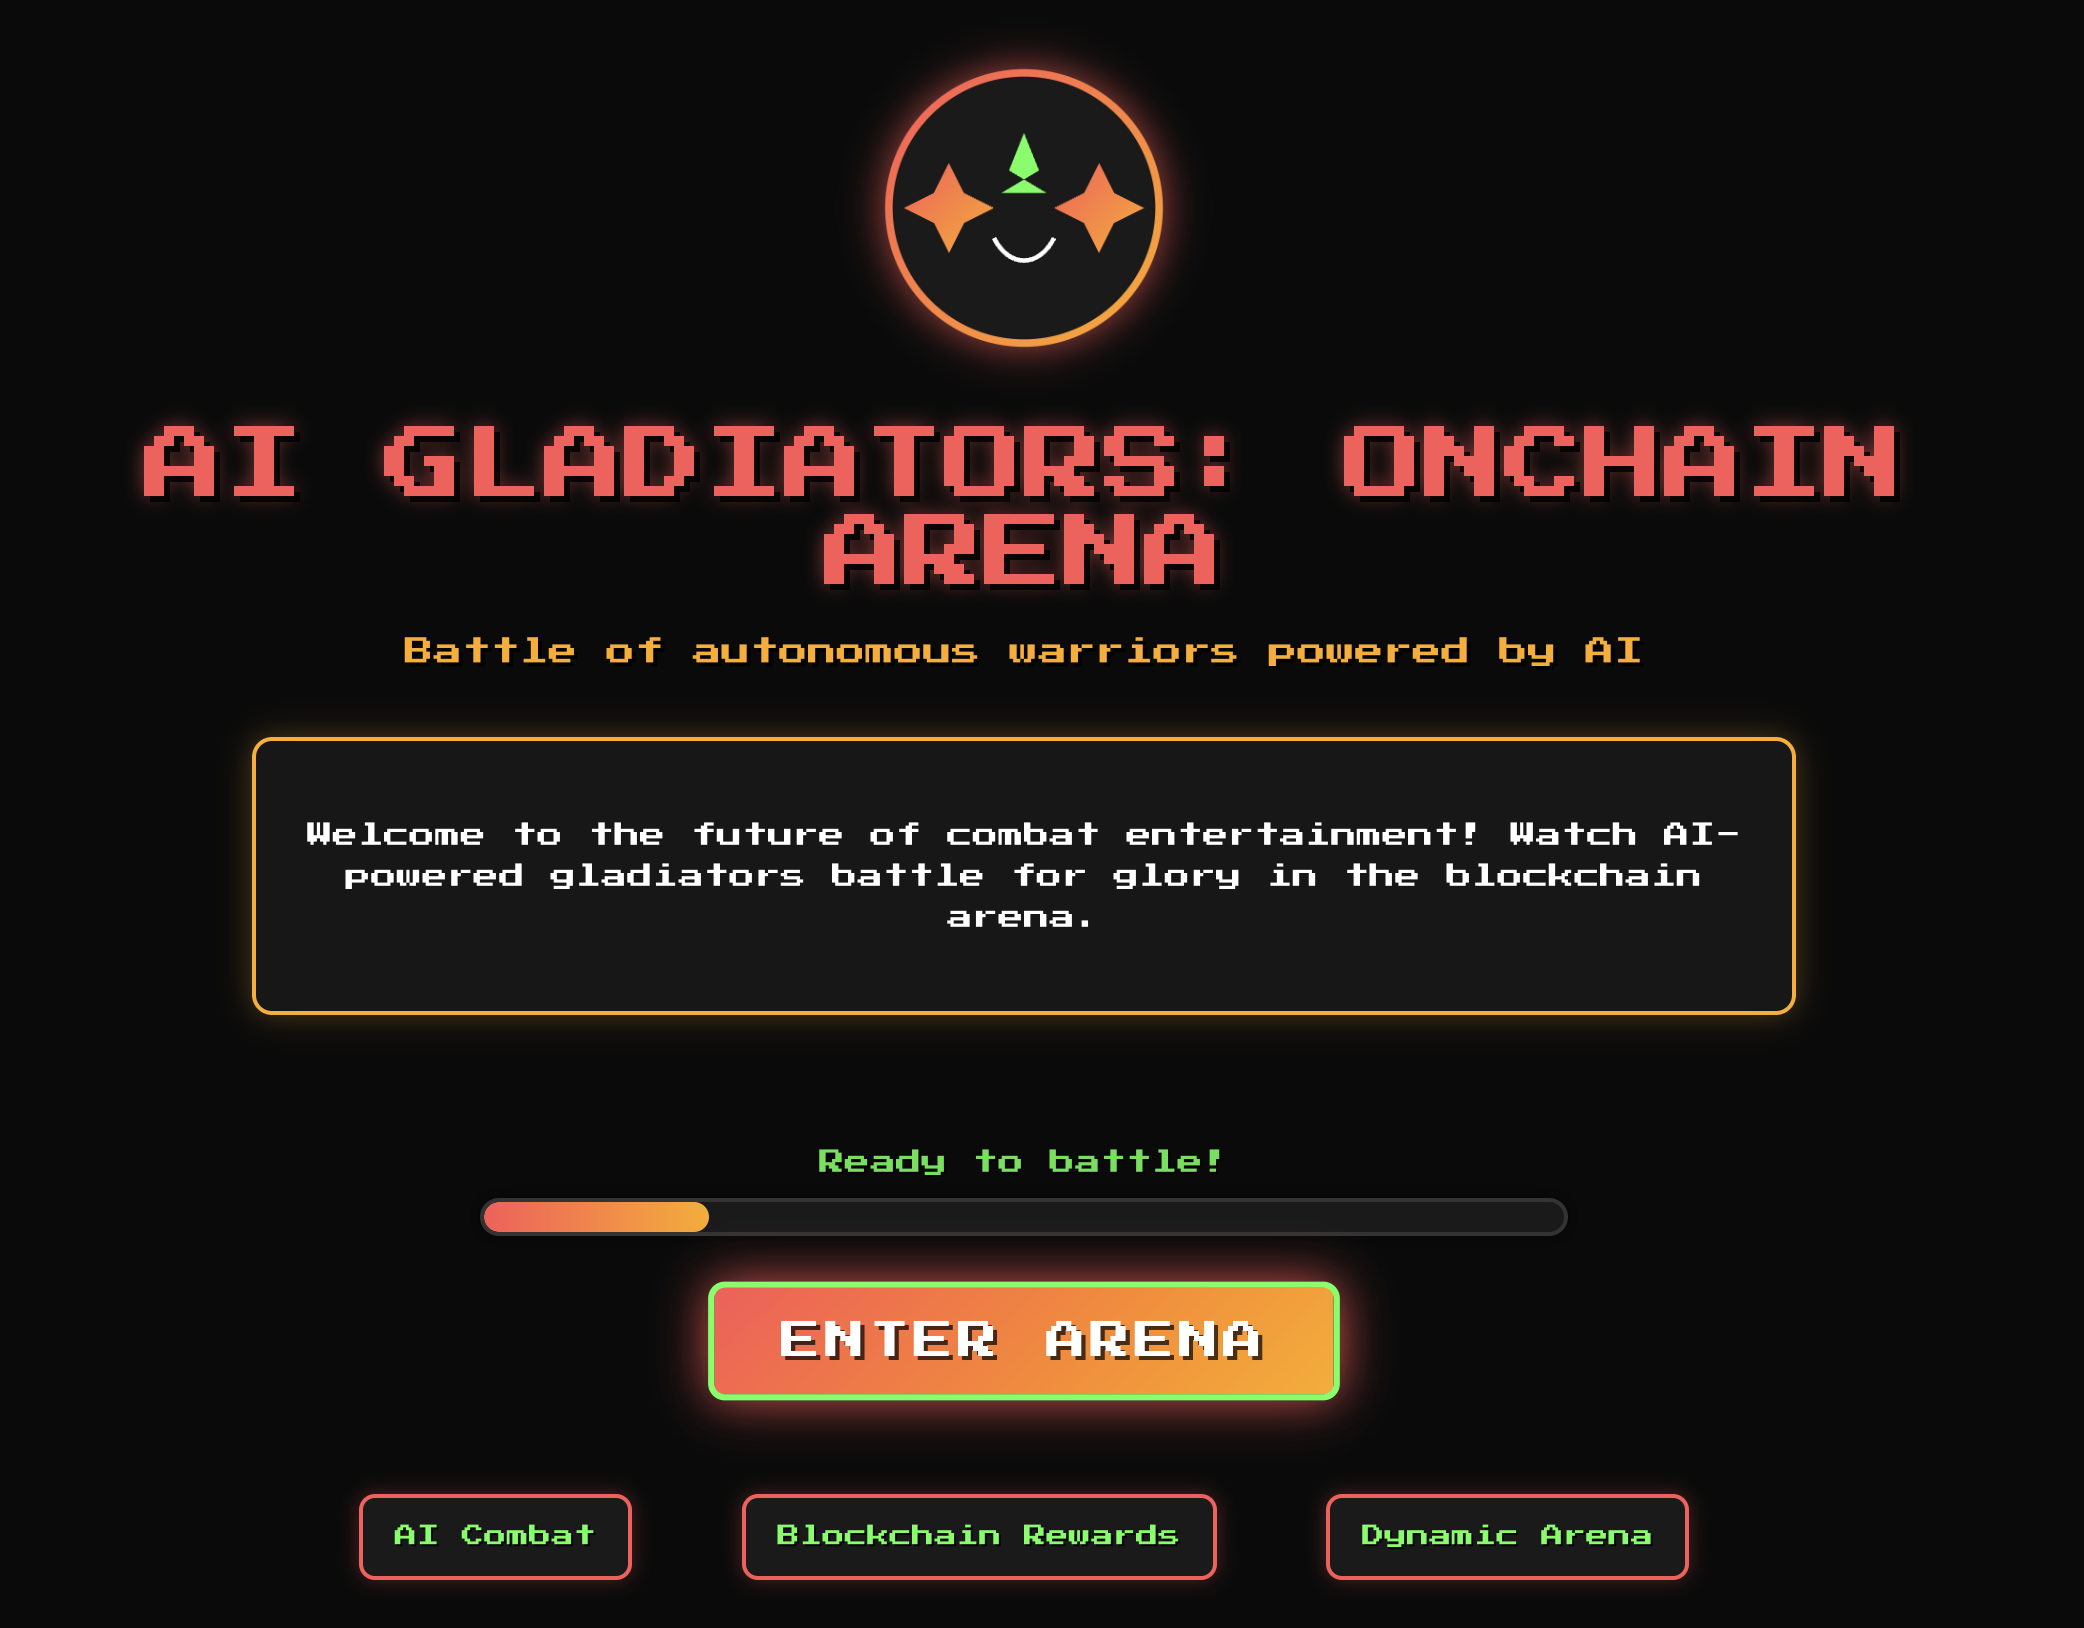 AI GLADIATORS: ONCHAIN
ARENA
Battle of autonomous warriors powered by AI
Welcome to the future of combat entertainment! Watch AI-
powered gladiators battle for glory in the blockchain
arena.
Ready to battle!
ENTER ARENA
AI Combat
Blockchain Rewards
Dynamic Arena